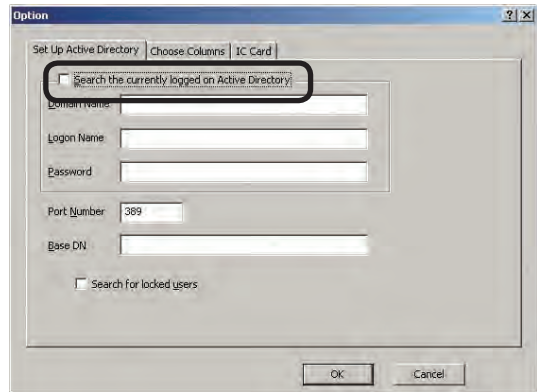 Option
Set Up Active Directory Choose Columns IC Card
Search the currently logged on Active Directory
Domain Name
Logon Name
Password
Port Number 389
Base DN
Search for locked users
OK Cancel